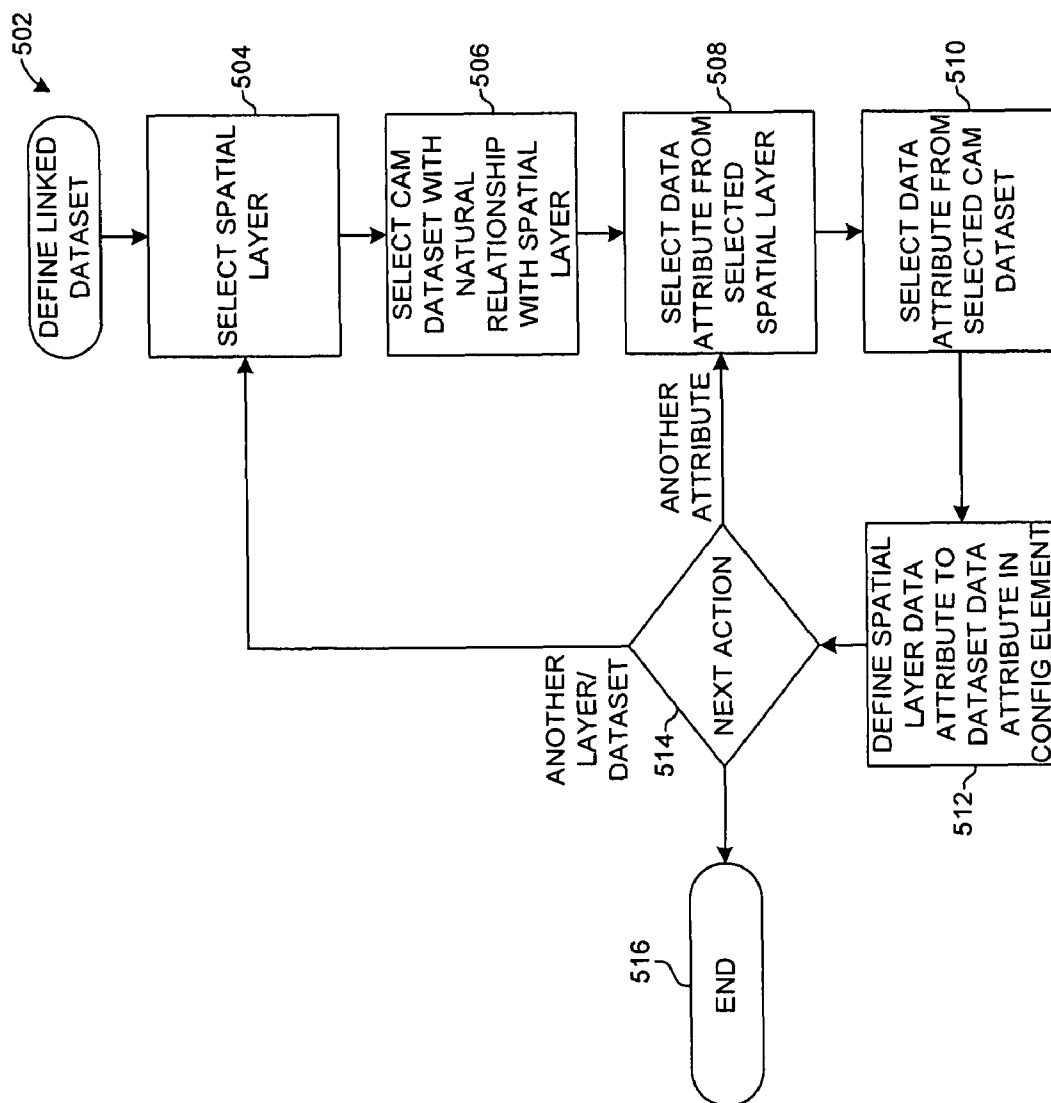 502
DEFINE LINKED
DATASET
504
SELECT SPATIAL
LAYER
506
SELECT CAM
DATASET WITH
NATURAL
RELATIONSHIP
WITH SPATIAL
LAYER
508
SELECT DATA
ATTRIBUTE FROM
SELECTED
SPATIAL LAYER
510
SELECT DATA
ATTRIBUTE FROM
SELECTED CAM
DATASET
512
DEFINE SPATIAL
LAYER DATA
ATTRIBUTE TO
DATASET DATA
ATTRIBUTE IN
CONFIG ELEMENT
514
NEXT ACTION
ANOTHER
ATTRIBUTE
ANOTHER
LAYER/
DATASET
516
END